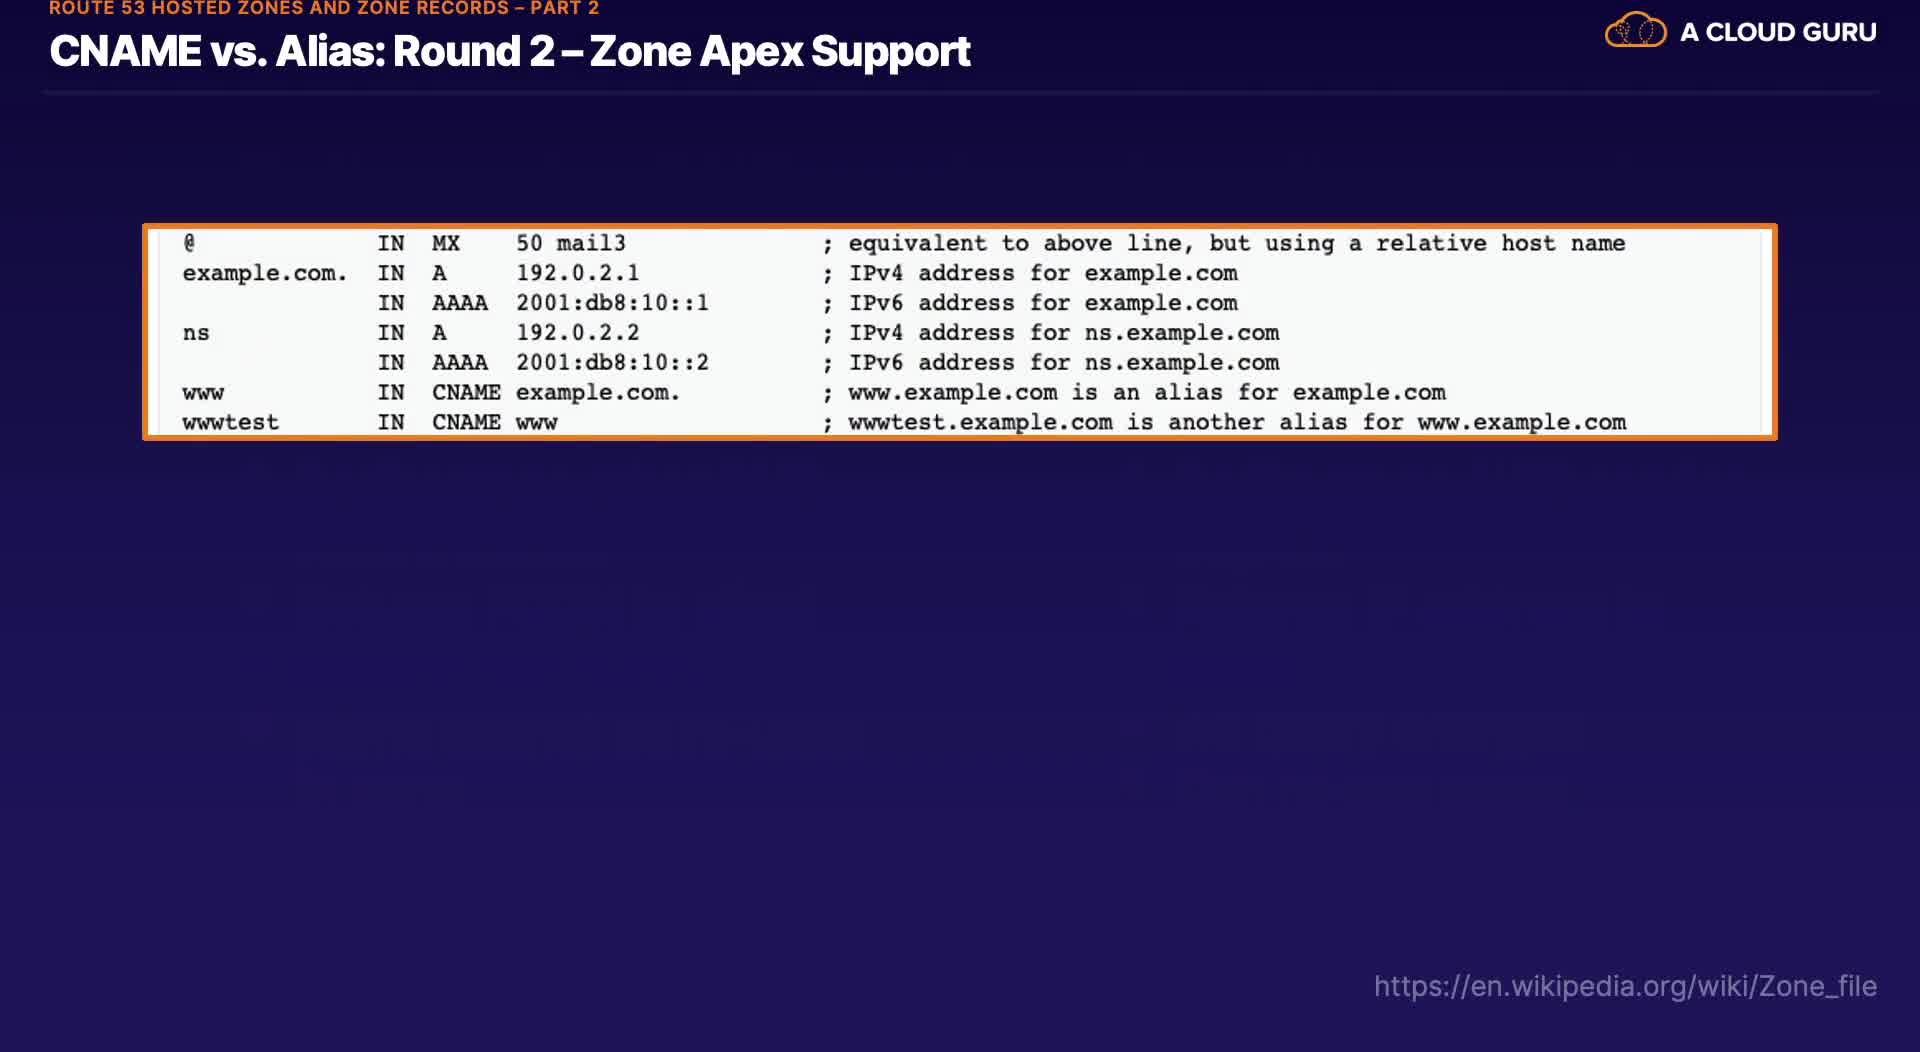 ROUTE 53 HOSTED ZONES AND ZONE RECORDS – PART 2
CNAME vs. Alias: Round 2 – Zone Apex Support
A CLOUD GURU
@ IN MX 50 mail3 ; equivalent to above line, but using a relative host name
example.com. IN A 192.0.2.1 ; IPv4 address for example.com
IN AAAA 2001:db8:10::1 ; IPv6 address for example.com
ns IN A 192.0.2.2 ; IPv4 address for ns.example.com
IN AAAA 2001:db8:10::2 ; IPv6 address for ns.example.com
www IN CNAME example.com. ; www.example.com is an alias for example.com
wwwtest IN CNAME www ; wwwtest.example.com is another alias for www.example.com
https://en.wikipedia.org/wiki/Zone_file